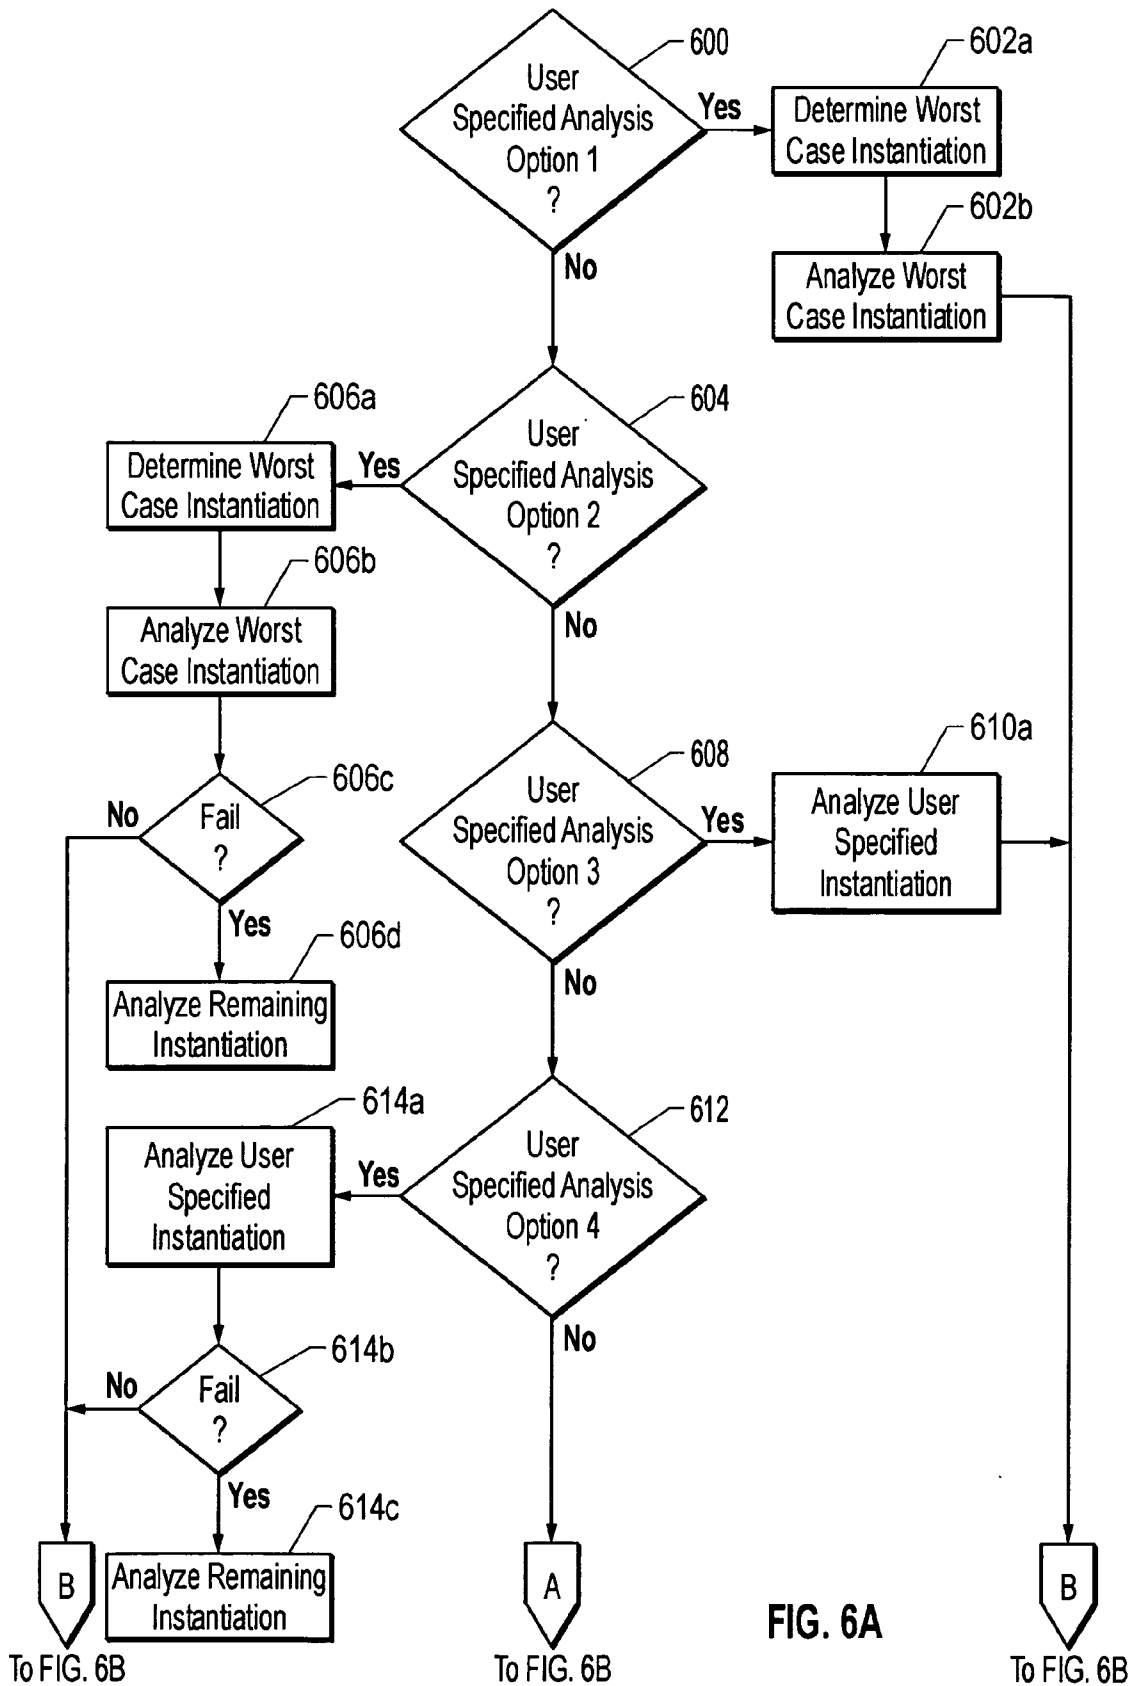 600
User
Specified Analysis
Option 1
?
Yes
No
602a
Determine Worst
Case Instantiation
602b
Analyze Worst
Case Instantiation
604
User
Specified Analysis
Option 2
?
Yes
No
606a
Determine Worst
Case Instantiation
606b
Analyze Worst
Case Instantiation
606c
Fail
?
No
Yes
606d
Analyze Remaining
Instantiation
608
User
Specified Analysis
Option 3
?
Yes
No
610a
Analyze User
Specified
Instantiation
612
User
Specified Analysis
Option 4
?
Yes
No
614a
Analyze User
Specified
Instantiation
614b
Fail
?
No
Yes
614c
Analyze Remaining
Instantiation
B
To FIG. 6B
A
To FIG. 6B
FIG. 6A
B
To FIG. 6B